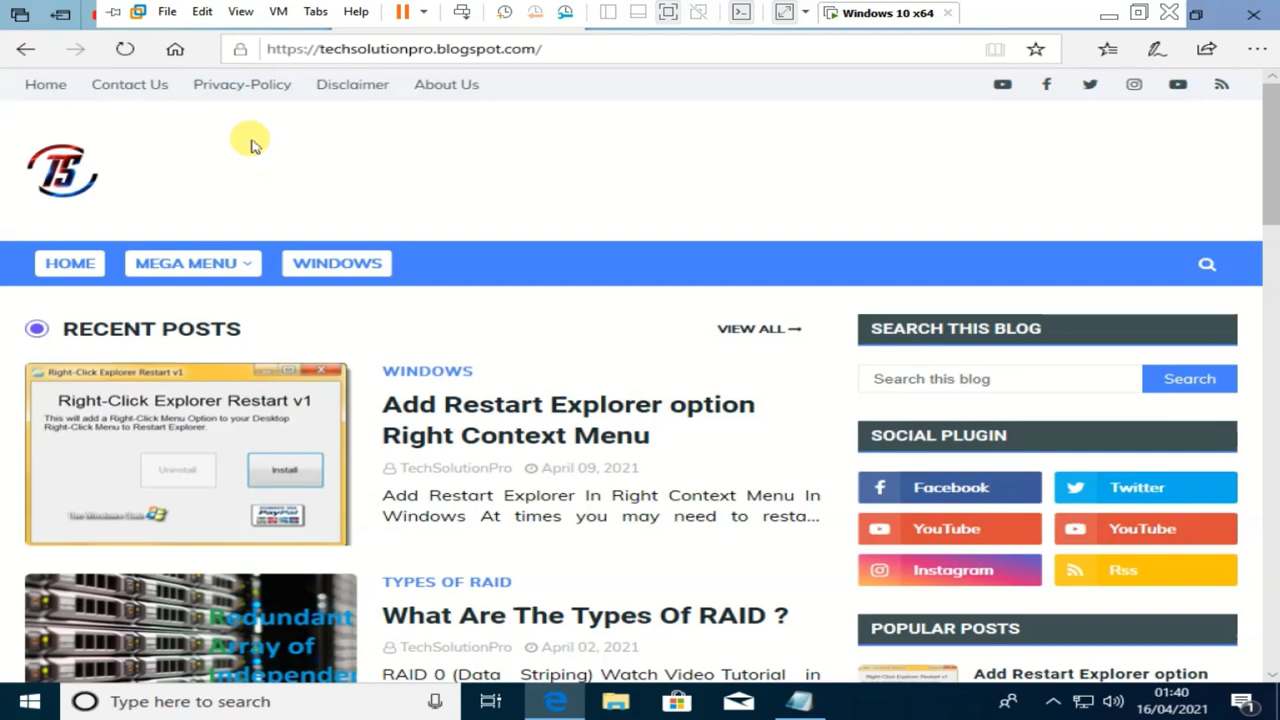 File Edit View VM Tabs Help
Windows 10 x64
https://techsolutionpro.blogspot.com/
Home Contact Us Privacy-Policy Disclaimer About Us
TS
HOME MEGA MENU WINDOWS
RECENT POSTS
VIEW ALL
Right-Click Explorer Restart v1
Right-Click Explorer Restart v1
This will add a Right-Click Menu Option to your Desktop
Right-Click Menu to Restart Explorer.
Uninstall Install
The Windows Club
PayPal
WINDOWS
Add Restart Explorer option
Right Context Menu
TechSolutionPro April 09, 2021
Add Restart Explorer In Right Context Menu In
Windows At times you may need to resta...
Redundant
Array of
Independen
TYPES OF RAID
What Are The Types Of RAID ?
TechSolutionPro April 02, 2021
RAID 0 (Data Striping) Watch Video Tutorial in
SEARCH THIS BLOG
Search this blog Search
SOCIAL PLUGIN
Facebook Twitter
YouTube YouTube
Instagram Rss
POPULAR POSTS
Add Restart Explorer option
Type here to search
01:40
16/04/2021
1